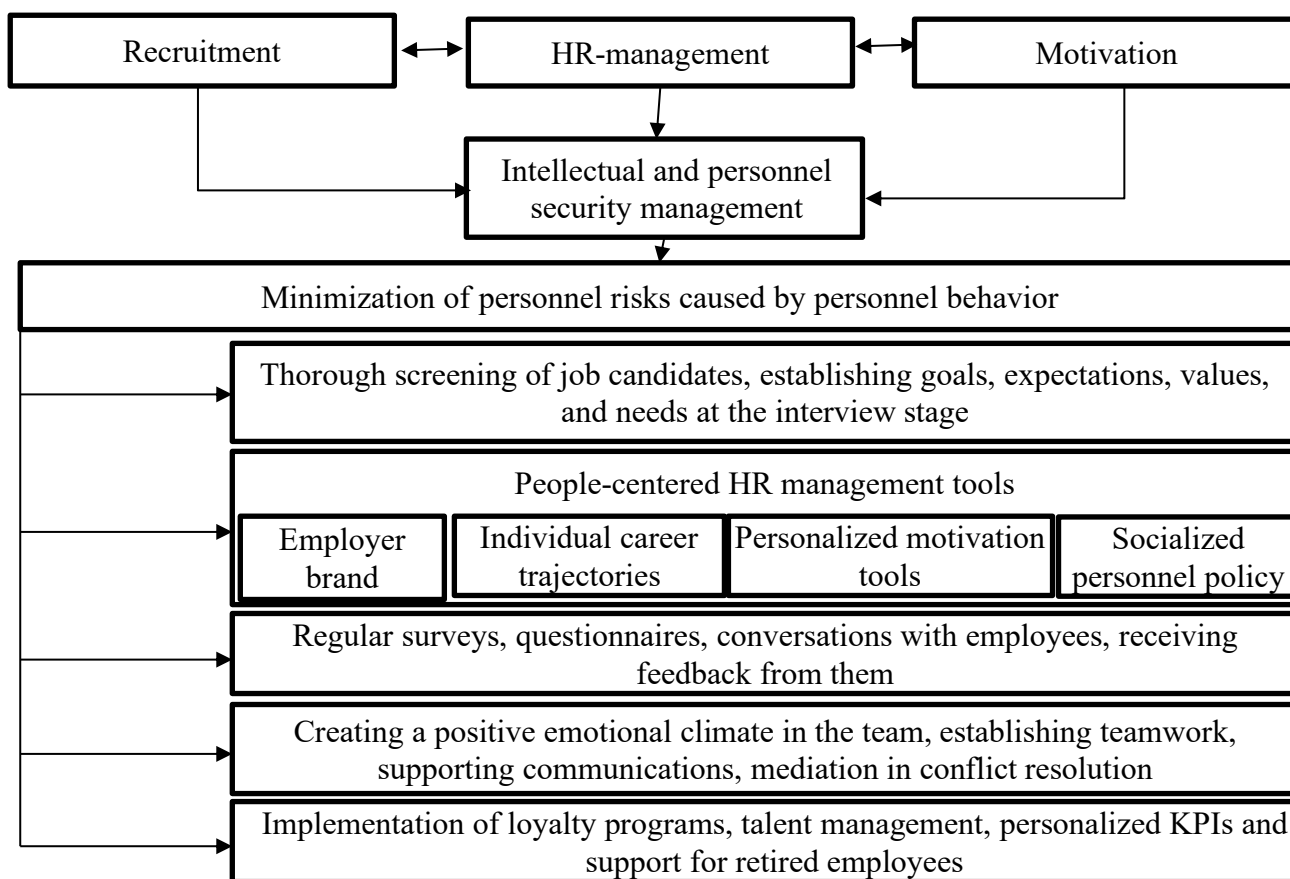 Recruitment
HR-management
Motivation
Intellectual and personnel
security management
Minimization of personnel risks caused by personnel behavior
Thorough screening of job candidates, establishing goals, expectations, values,
and needs at the interview stage
People-centered HR management tools
Employer
brand
Individual career
trajectories
Personalized motivation
tools
Socialized
personnel policy
Regular surveys, questionnaires, conversations with employees, receiving
feedback from them
Creating a positive emotional climate in the team, establishing teamwork,
supporting communications, mediation in conflict resolution
Implementation of loyalty programs, talent management, personalized KPIs and
support for retired employees